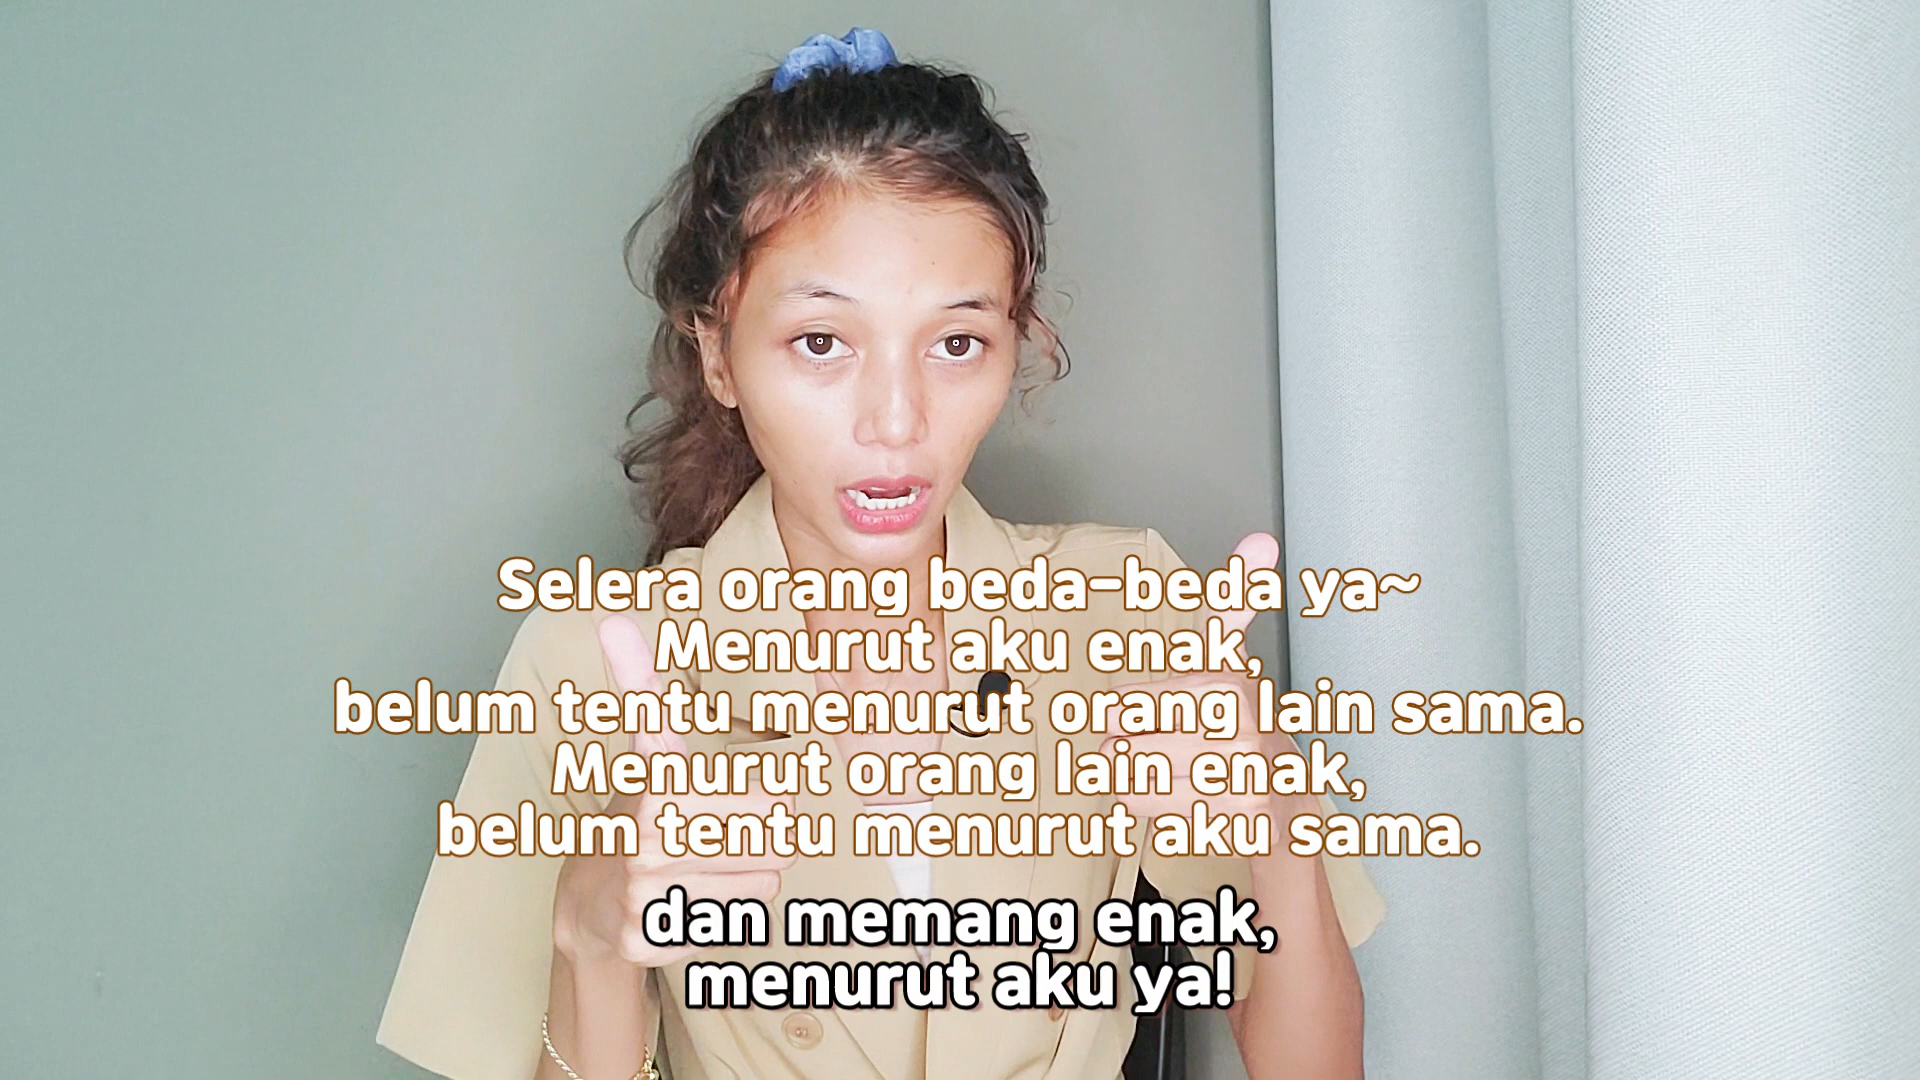 Selera orang beda-beda ya~
Menurut aku enak,
belum tentu menurut orang lain sama.
Menurut orang lain enak,
belum tentu menurut aku sama.
dan memang enak,
menurut aku ya!